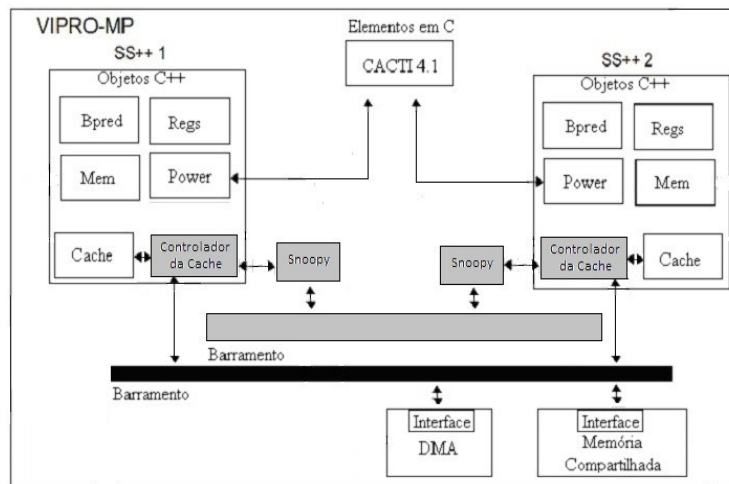 VIPRO-MP
Elementos em C
CACTI 4.1
SS++ 1
Objetos C++
Bpred
Regs
Mem
Power
Cache
Controlador
da Cache
Snoopy
SS++ 2
Objetos C++
Bpred
Regs
Power
Mem
Snoopy
Controlador
da Cache
Cache
Barramento
Barramento
Interface
DMA
Interface
Memória
Compartilhada